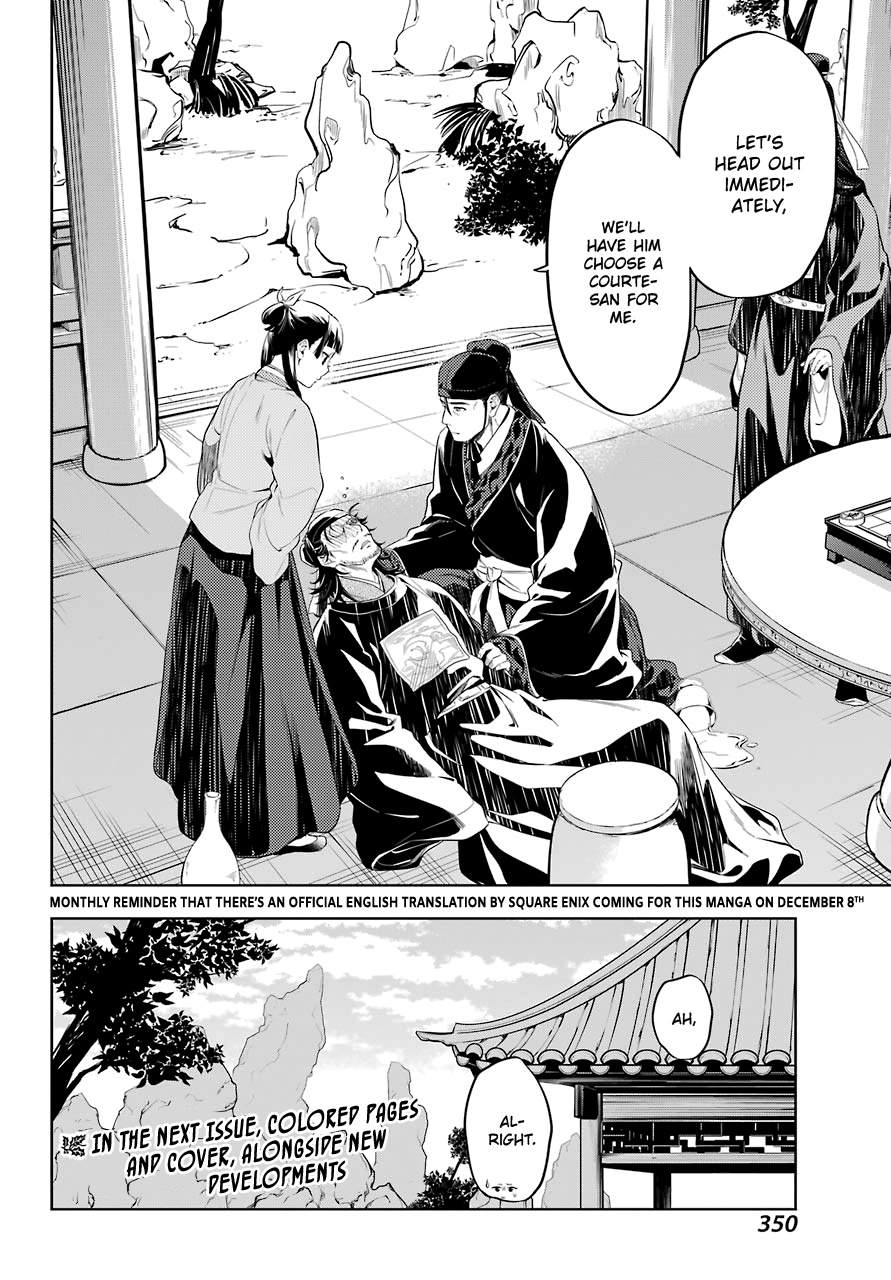 LET'S
HEAD OUT
IMMEDI-
ATELY,
WE'LL
HAVE HIM
CHOOSE A
COURTE-
SAN FOR
ME.
MONTHLY REMINDER THAT THERE'S AN OFFICIAL ENGLISH TRANSLATION BY SQUARE ENIX COMING FOR THIS MANGA ON DECEMBER 8TH
AH,
AL-
RIGHT.
IN THE NEXT ISSUE, COLORED PAGES
AND COVER, ALONGSIDE NEW
DEVELOPMENTS
350